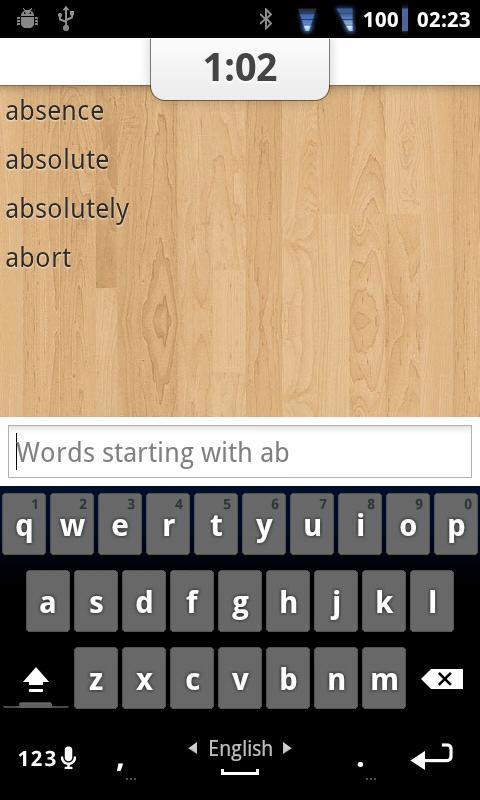 100 02:23
1:02
absence
absolute
absolutely
abort
Words starting with ab
1 2 3 4 5 6 7 8 9 0
q w e r t y u i o p
a s d f g h j k l
z x c v b n m
123 , English .
... ...